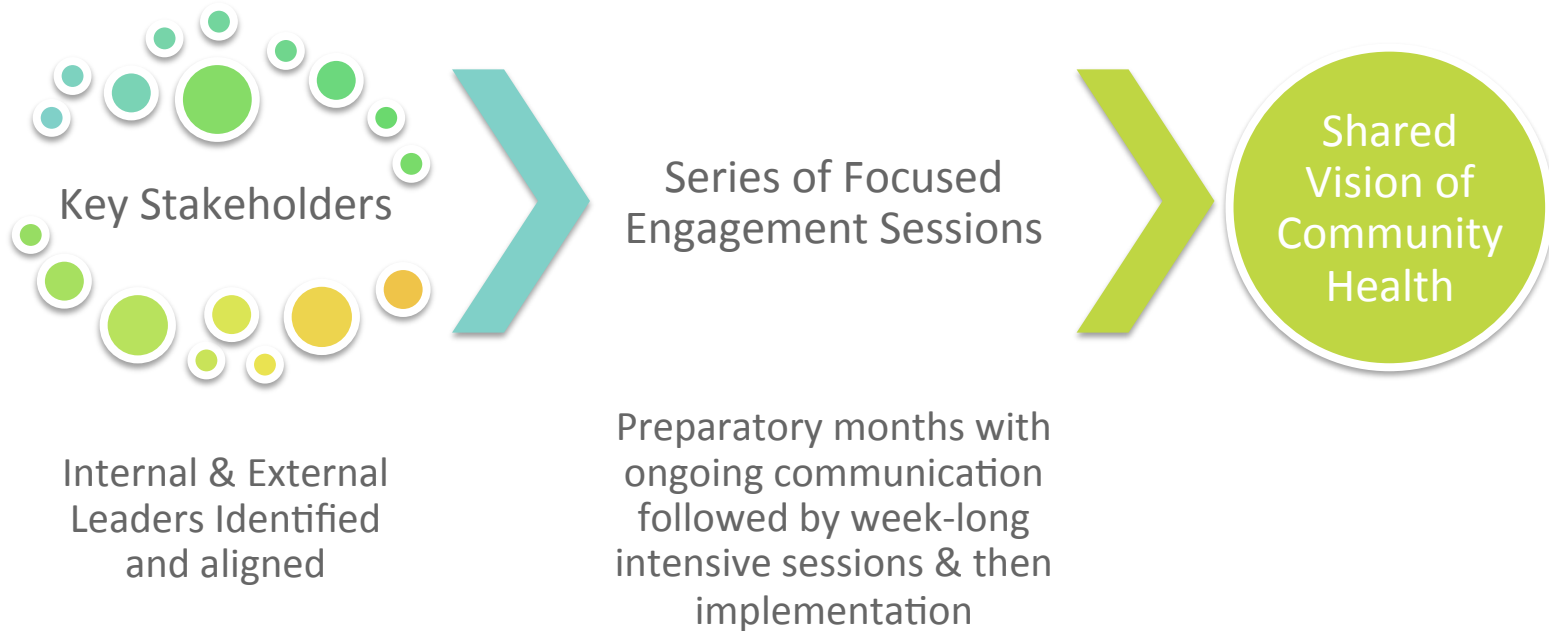 Key Stakeholders
Internal & External
Leaders Identified
and aligned
Series of Focused
Engagement Sessions
Preparatory months with
ongoing communication
followed by week-long
intensive sessions & then
implementation
Shared
Vision of
Community
Health